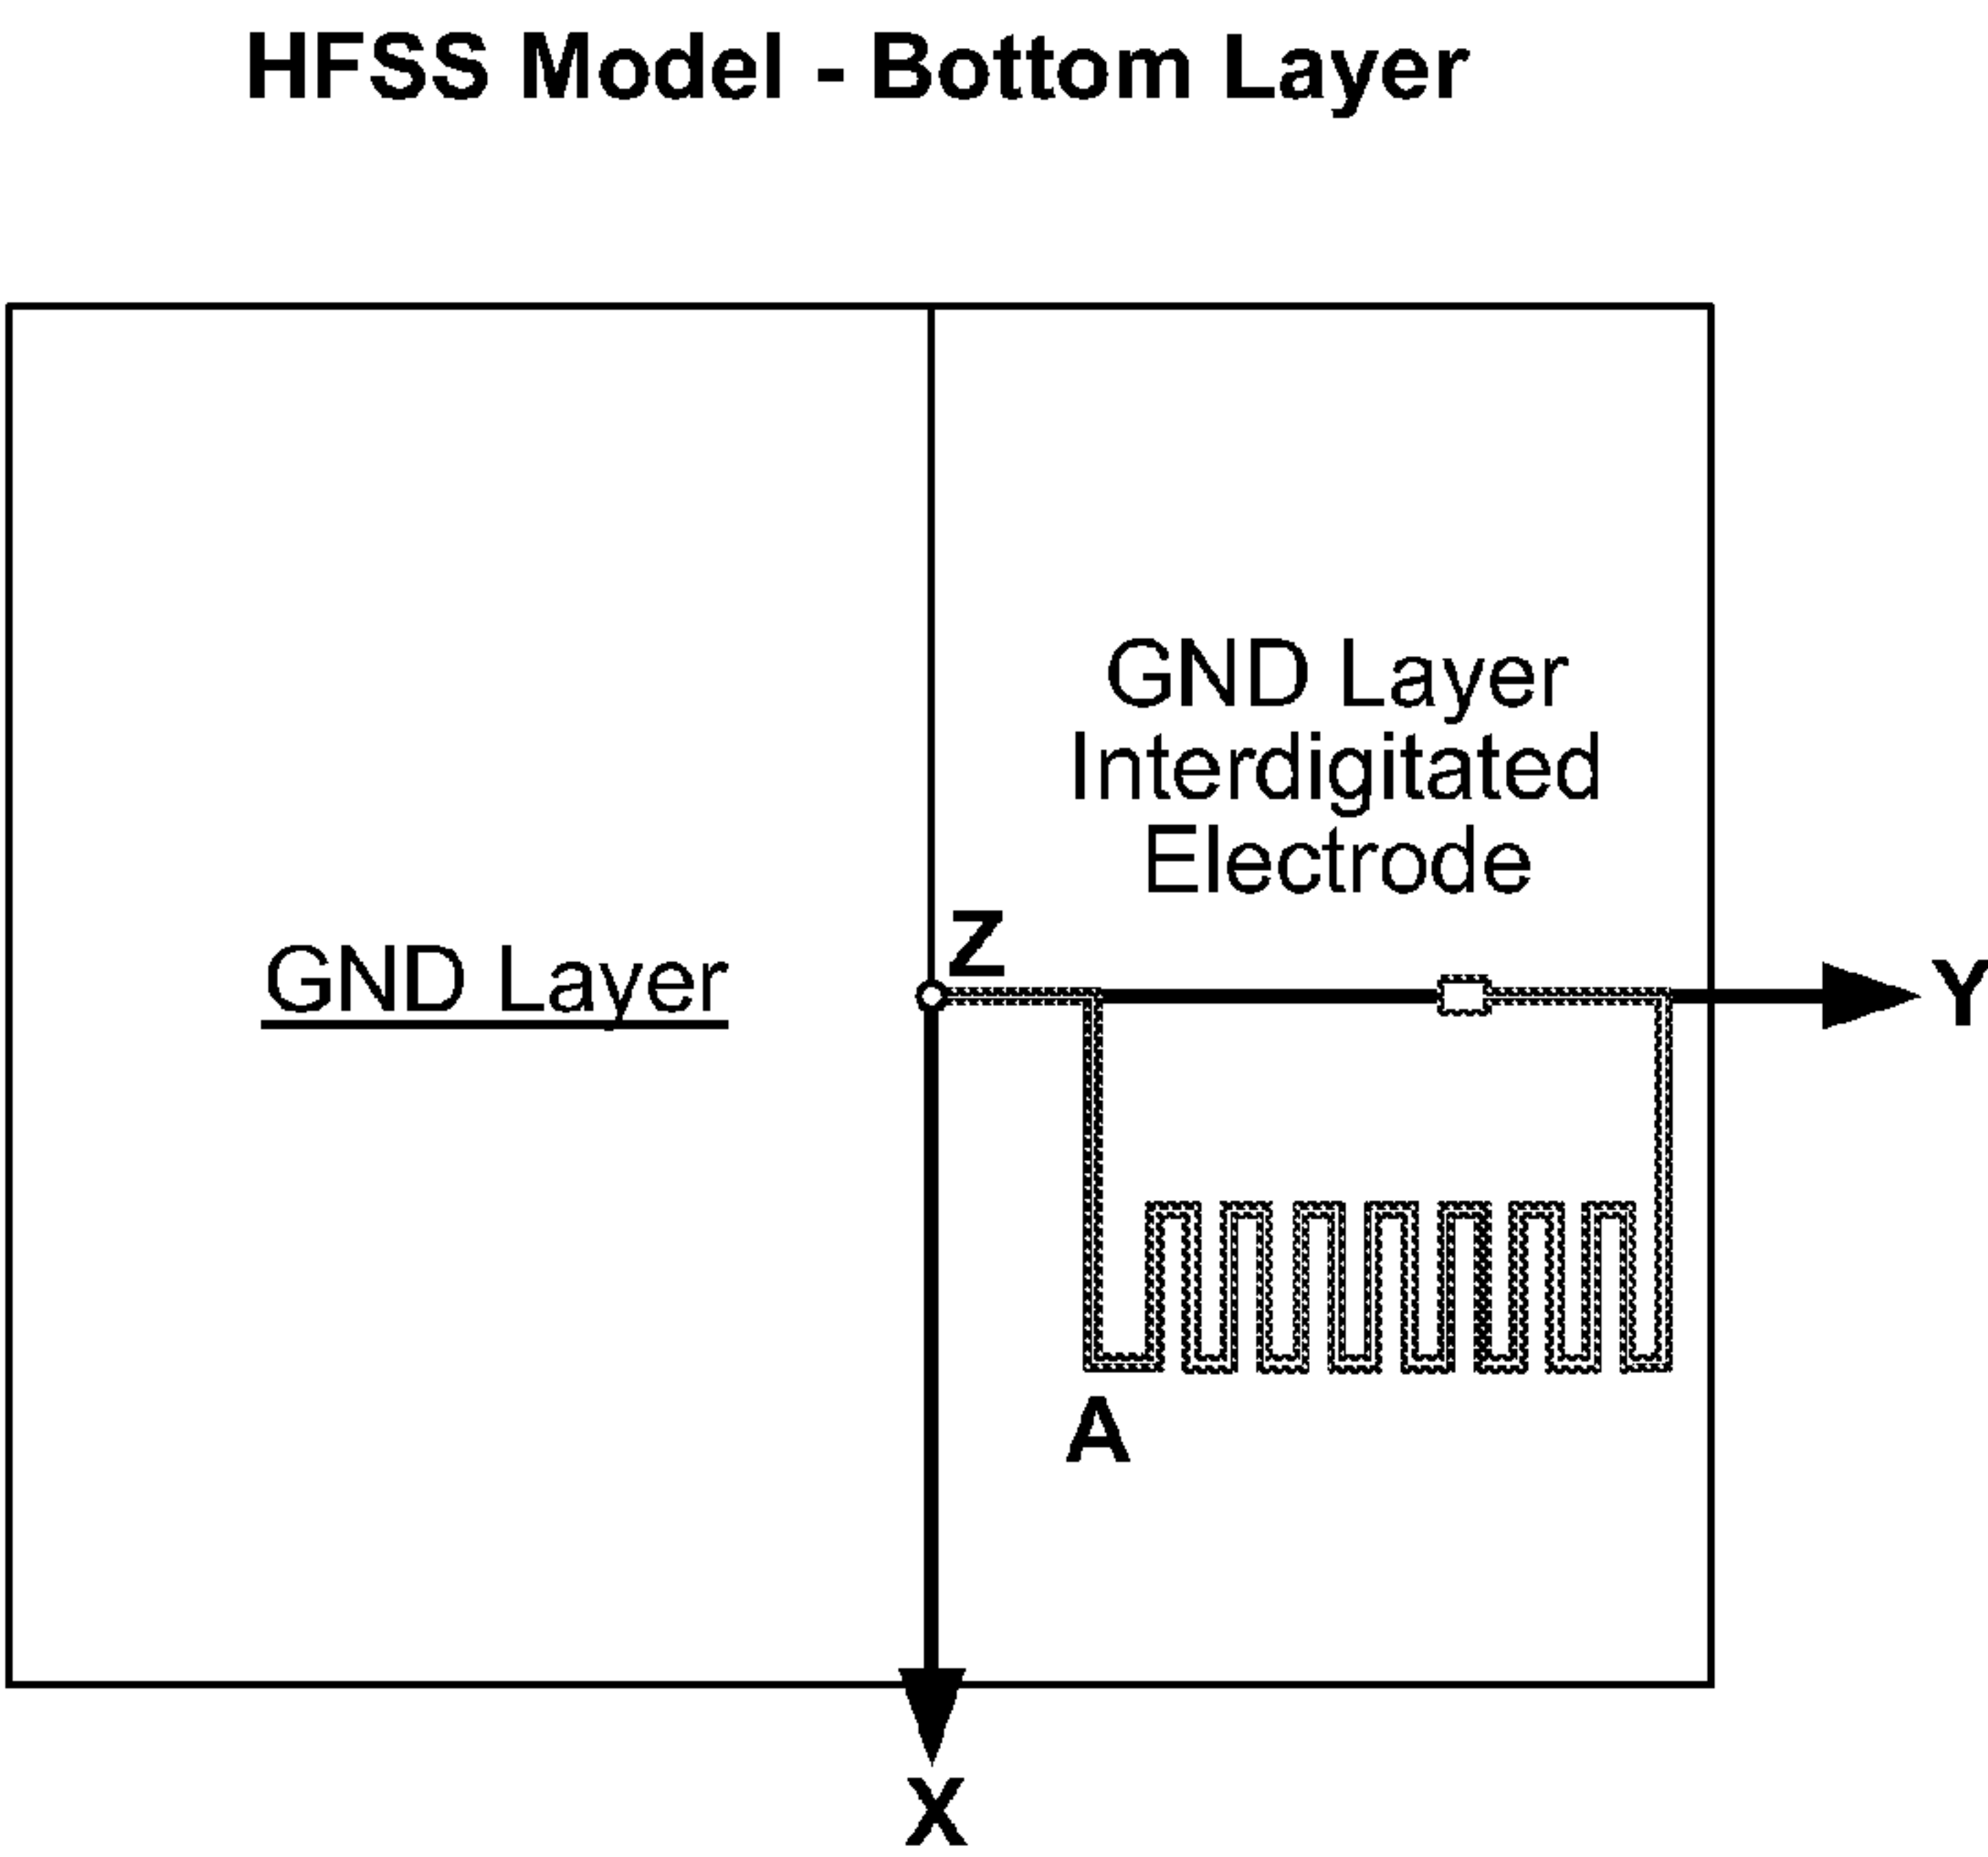 HFSS Model - Bottom Layer
GND Layer
Interdigitated
Electrode
Z
GND Layer
Y
A
X